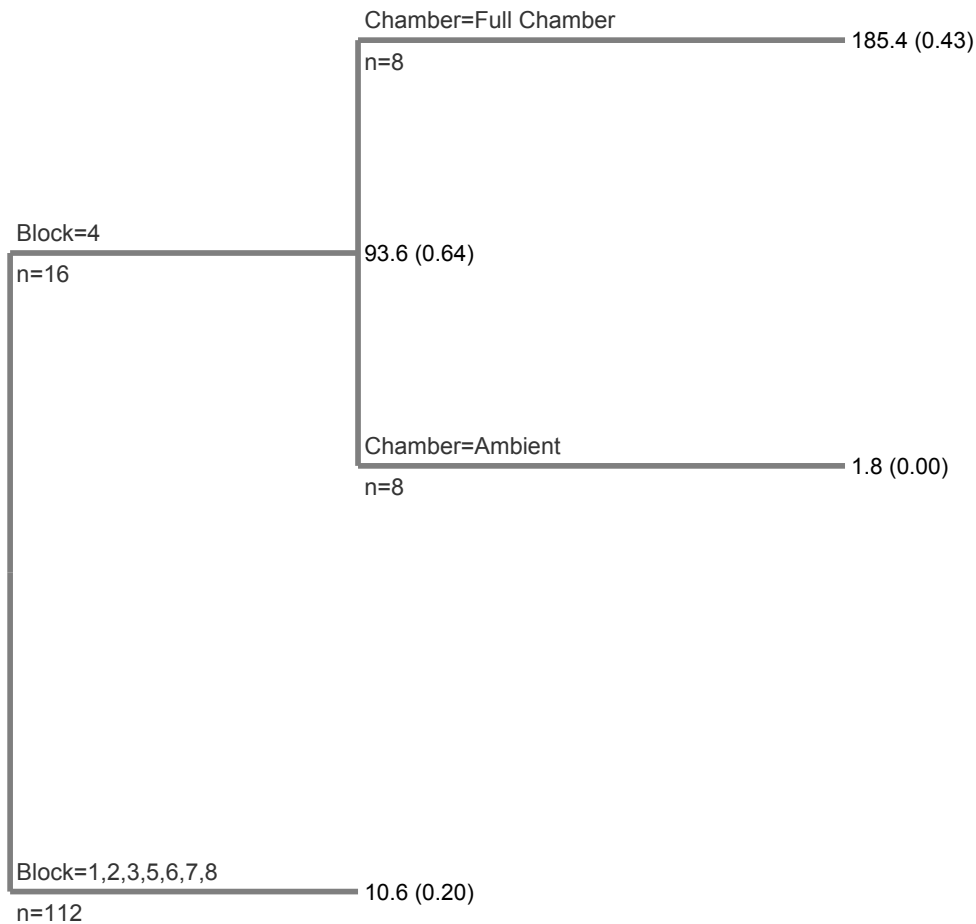 Chamber=Full Chamber
185.4 (0.43)
n=8
Block=4
93.6 (0.64)
n=16
Chamber=Ambient
1.8 (0.00)
n=8
Block=1,2,3,5,6,7,8
10.6 (0.20)
n=112